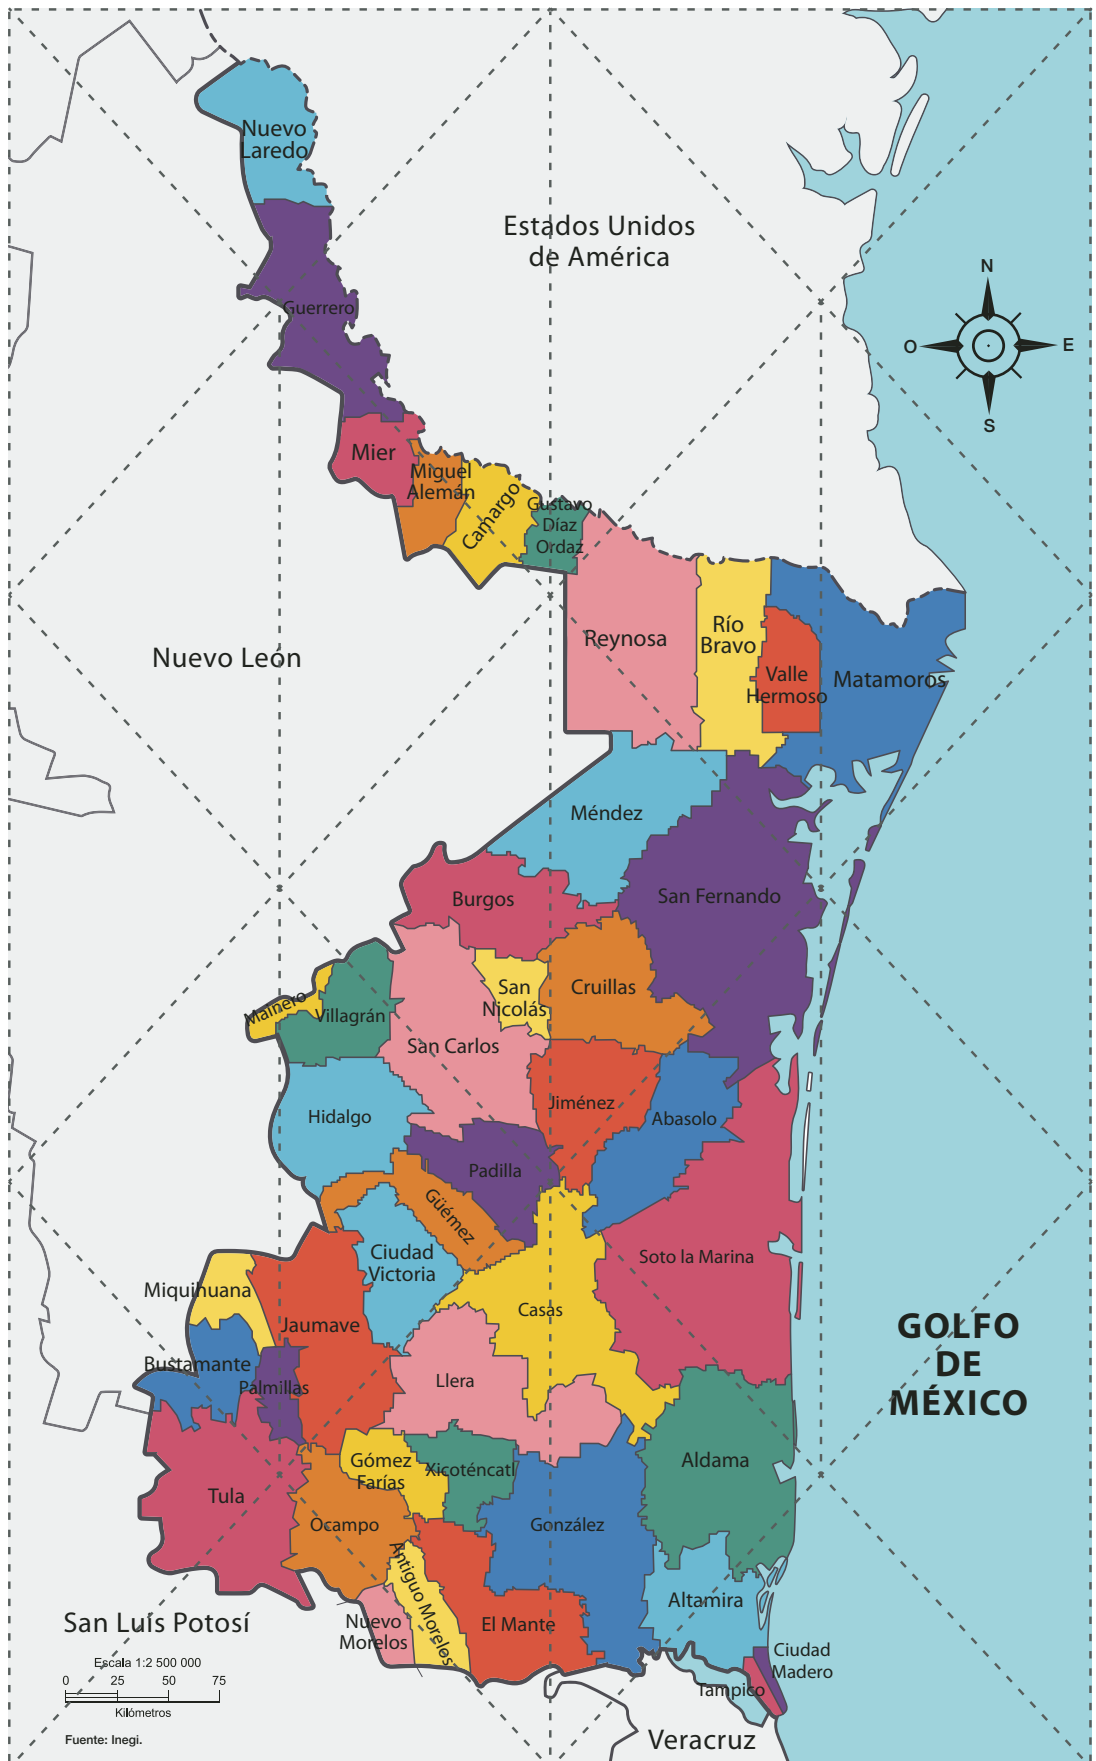 Nuevo
Laredo
Estados Unidos
de América
N
O
E
S
Guerrero
Mier
Miguel
Alemán
Camargo
Gustavo
Díaz
Ordaz
Reynosa
Río
Bravo
Valle
Hermoso
Matamoros
Nuevo León
Méndez
Burgos
San Fernando
San
Nicolás
Cruillas
Mainero
Villagrán
San Carlos
Hidalgo
Jiménez
Abasolo
Padilla
Güémez
Ciudad
Victoria
Soto la Marina
Miquihuana
Jaumave
Casas
GOLFO
DE
MÉXICO
Bustamante
Palmillas
Llera
Gómez
Farías
Xicoténcatl
Aldama
Tula
Ocampo
González
Antiguo Morelos
Altamira
San Luis Potosí
Nuevo
Morelos
El Mante
Ciudad
Madero
Tampico
Veracruz
Escala 1:2 500 000
0 25 50 75
Kilómetros
Fuente: Inegi.